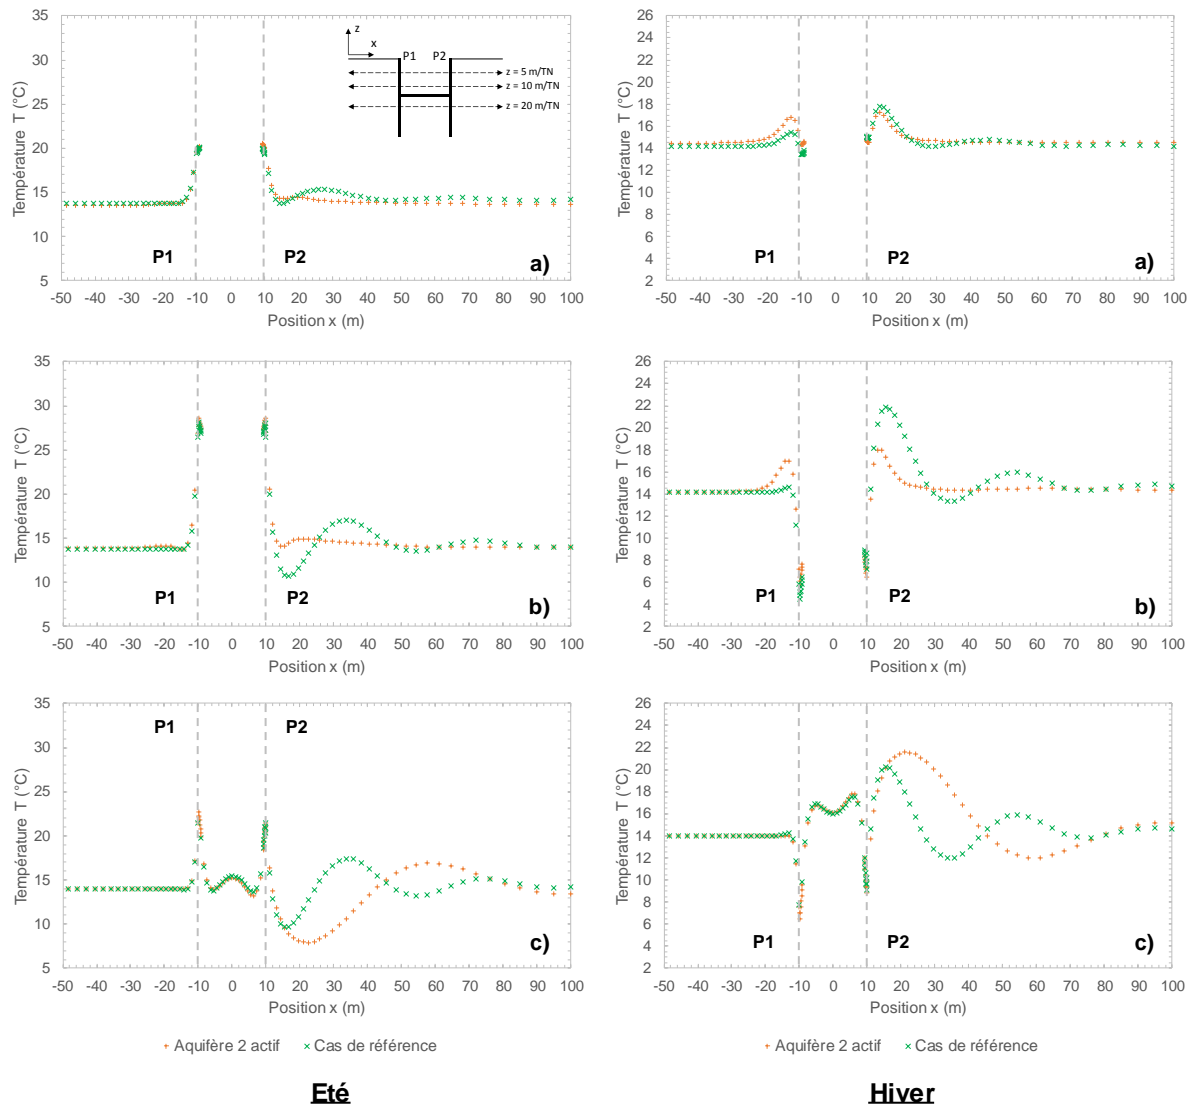 35
30
25
20
15
10
5
Température T (°C)
-50 -40 -30 -20 -10 0 10 20 30 40 50 60 70 80 90 100
Position x (m)
P1
P2
a)
z
x
P1
P2
z = 5 m/TN
z = 10 m/TN
z = 20 m/TN
26
24
22
20
18
16
14
12
10
8
6
4
2
Température T (°C)
-50 -40 -30 -20 -10 0 10 20 30 40 50 60 70 80 90 100
Position x (m)
P1
P2
a)
35
30
25
20
15
10
5
Température T (°C)
-50 -40 -30 -20 -10 0 10 20 30 40 50 60 70 80 90 100
Position x (m)
P1
P2
b)
26
24
22
20
18
16
14
12
10
8
6
4
2
Température T (°C)
-50 -40 -30 -20 -10 0 10 20 30 40 50 60 70 80 90 100
Position x (m)
P1
P2
b)
35
30
25
20
15
10
5
Température T (°C)
-50 -40 -30 -20 -10 0 10 20 30 40 50 60 70 80 90 100
Position x (m)
P1
P2
c)
26
24
22
20
18
16
14
12
10
8
6
4
2
Température T (°C)
-50 -40 -30 -20 -10 0 10 20 30 40 50 60 70 80 90 100
Position x (m)
P1
P2
c)
Aquifère 2 actif Cas de référence
Aquifère 2 actif Cas de référence
Eté
Hiver